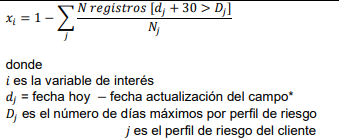 x_i = 1 − ∑_j N registros [d_j + 30 > D_j] / N_j
donde
i es la variable de interés
d_j = fecha hoy − fecha actualización del campo*
D_j es el número de días máximos por perfil de riesgo
j es el perfil de riesgo del cliente